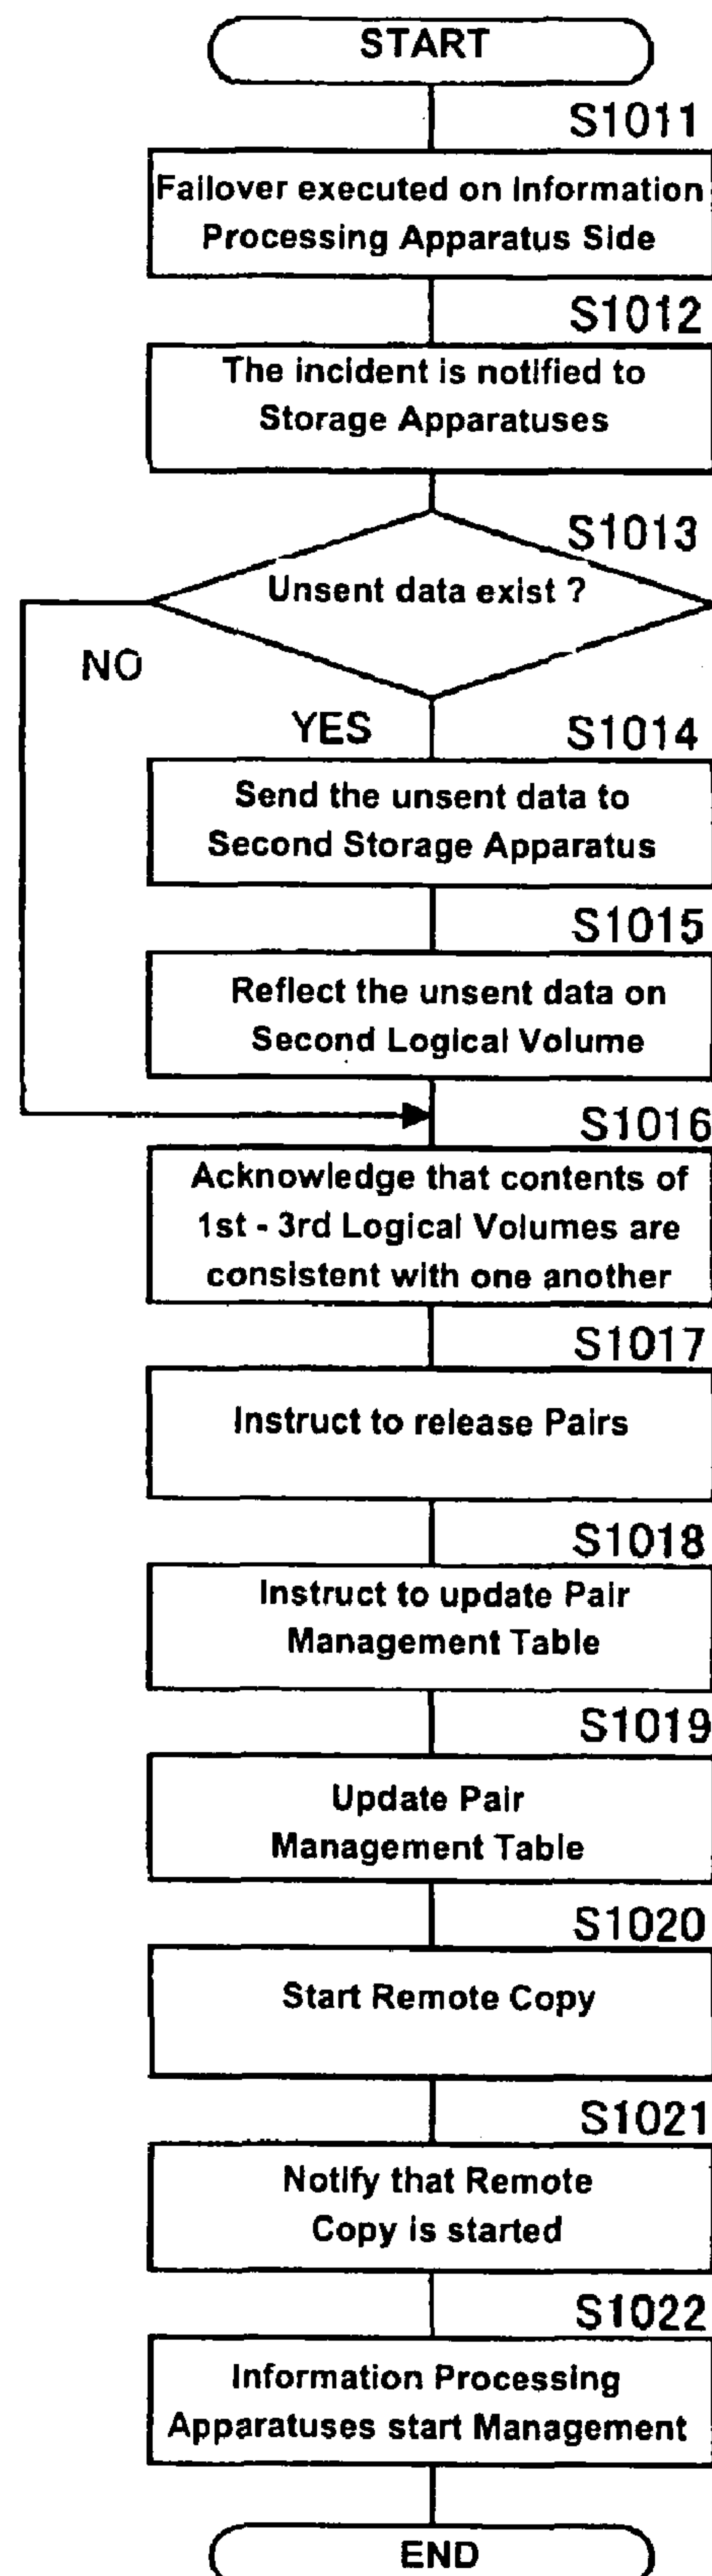 START
S1011
Failover executed on Information
Processing Apparatus Side
S1012
The incident is notified to
Storage Apparatuses
S1013
Unsent data exist ?
NO
YES
S1014
Send the unsent data to
Second Storage Apparatus
S1015
Reflect the unsent data on
Second Logical Volume
S1016
Acknowledge that contents of
1st - 3rd Logical Volumes are
consistent with one another
S1017
Instruct to release Pairs
S1018
Instruct to update Pair
Management Table
S1019
Update Pair
Management Table
S1020
Start Remote Copy
S1021
Notify that Remote
Copy is started
S1022
Information Processing
Apparatuses start Management
END